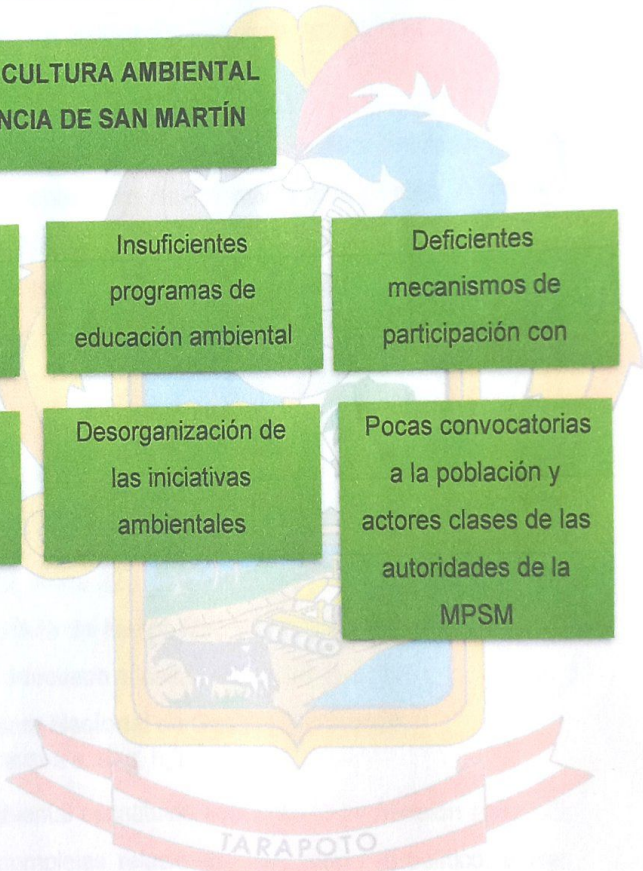 CULTURA AMBIENTAL
NCIA DE SAN MARTÍN
Insuficientes
programas de
educación ambiental
Deficientes
mecanismos de
participación con
Desorganización de
las iniciativas
ambientales
Pocas convocatorias
a la población y
actores clases de las
autoridades de la
MPSM
TARAPOTO